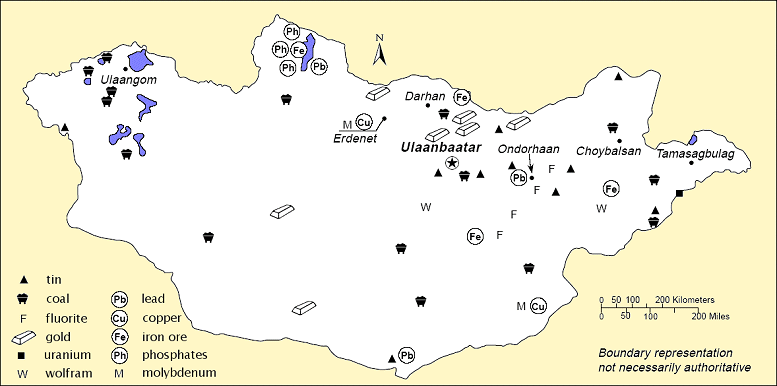 Ph
N
Ph
Fe
Ph
Pb
Ulaangom
Darhan
Fe
M
Cu
Erdenet
Ulaanbaatar
Ondorhaan
Choybalsan
Tamasagbulag
Pb
F
F
Fe
W
F
W
Fe
F
M
Cu
Pb
tin
coal
Pb
lead
F
fluorite
Cu
copper
gold
Fe
iron ore
uranium
Ph
phosphates
W
wolfram
M
molybdenum
0 50 100 200 Kilometers
0 50 100 200 Miles
Boundary representation
not necessarily authoritative